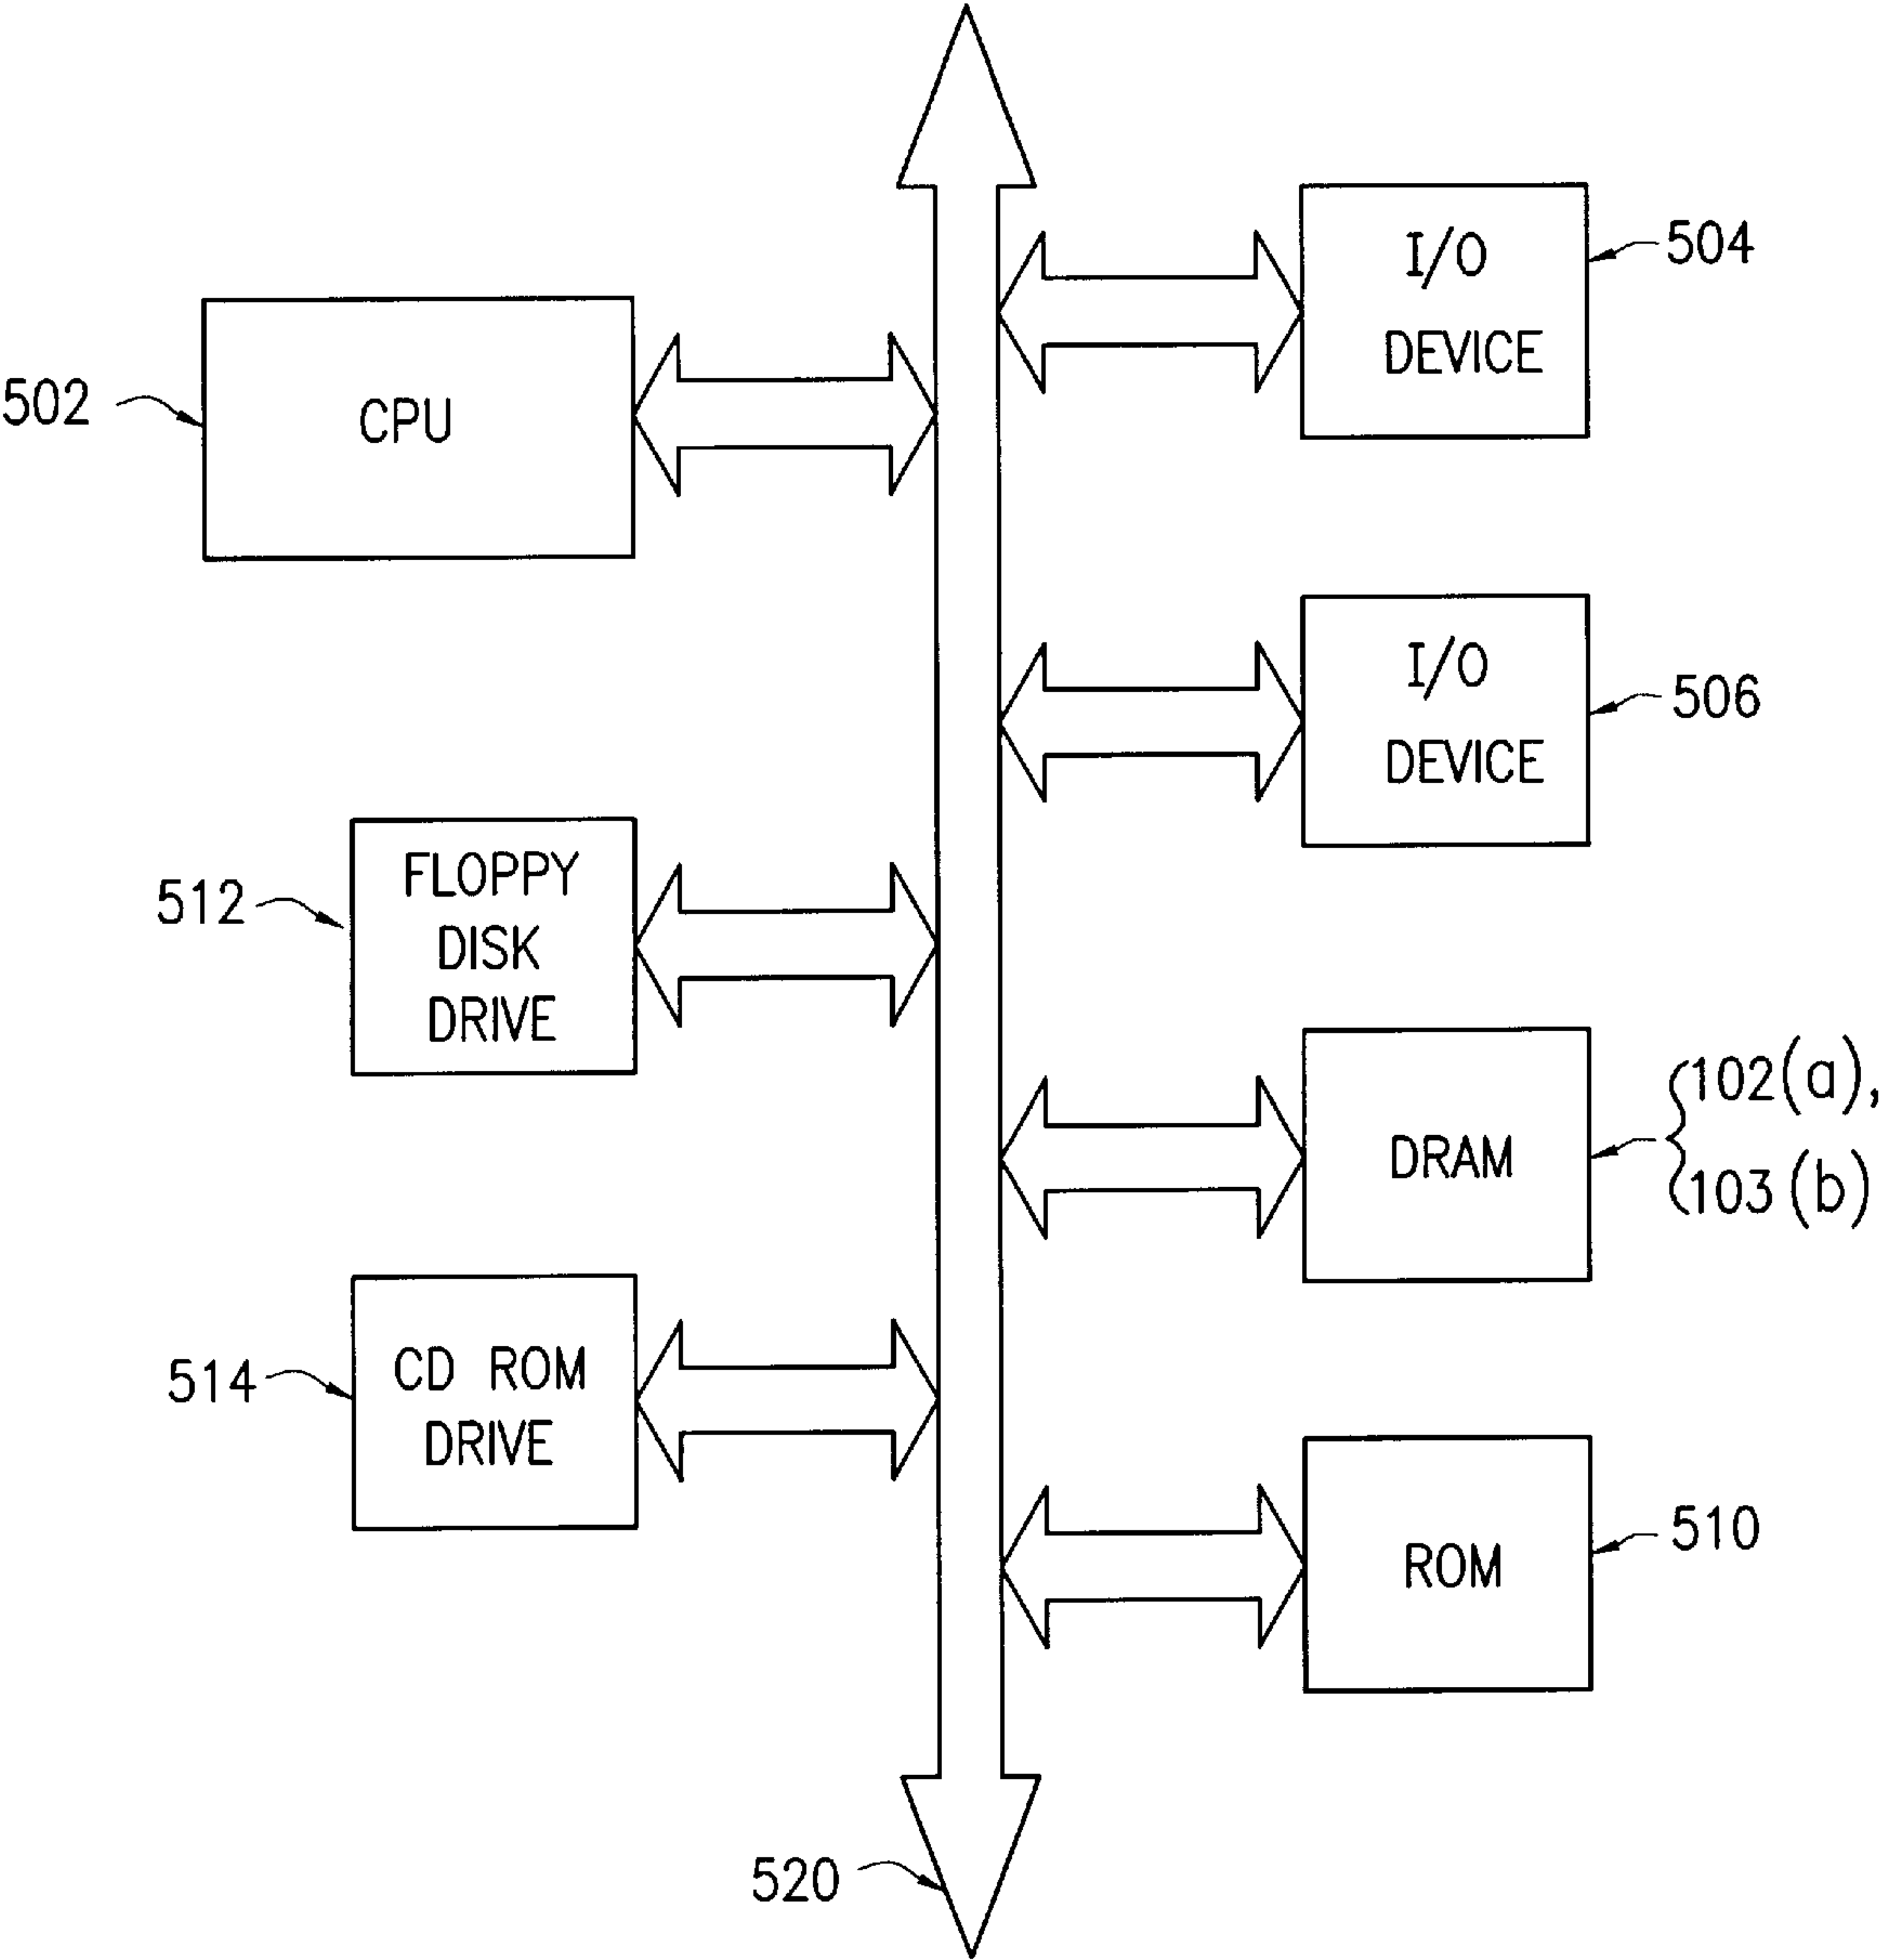 I/O
DEVICE
504
502
CPU
I/O
DEVICE
506
512
FLOPPY
DISK
DRIVE
102(a),
DRAM
103(b)
514
CD ROM
DRIVE
510
ROM
520